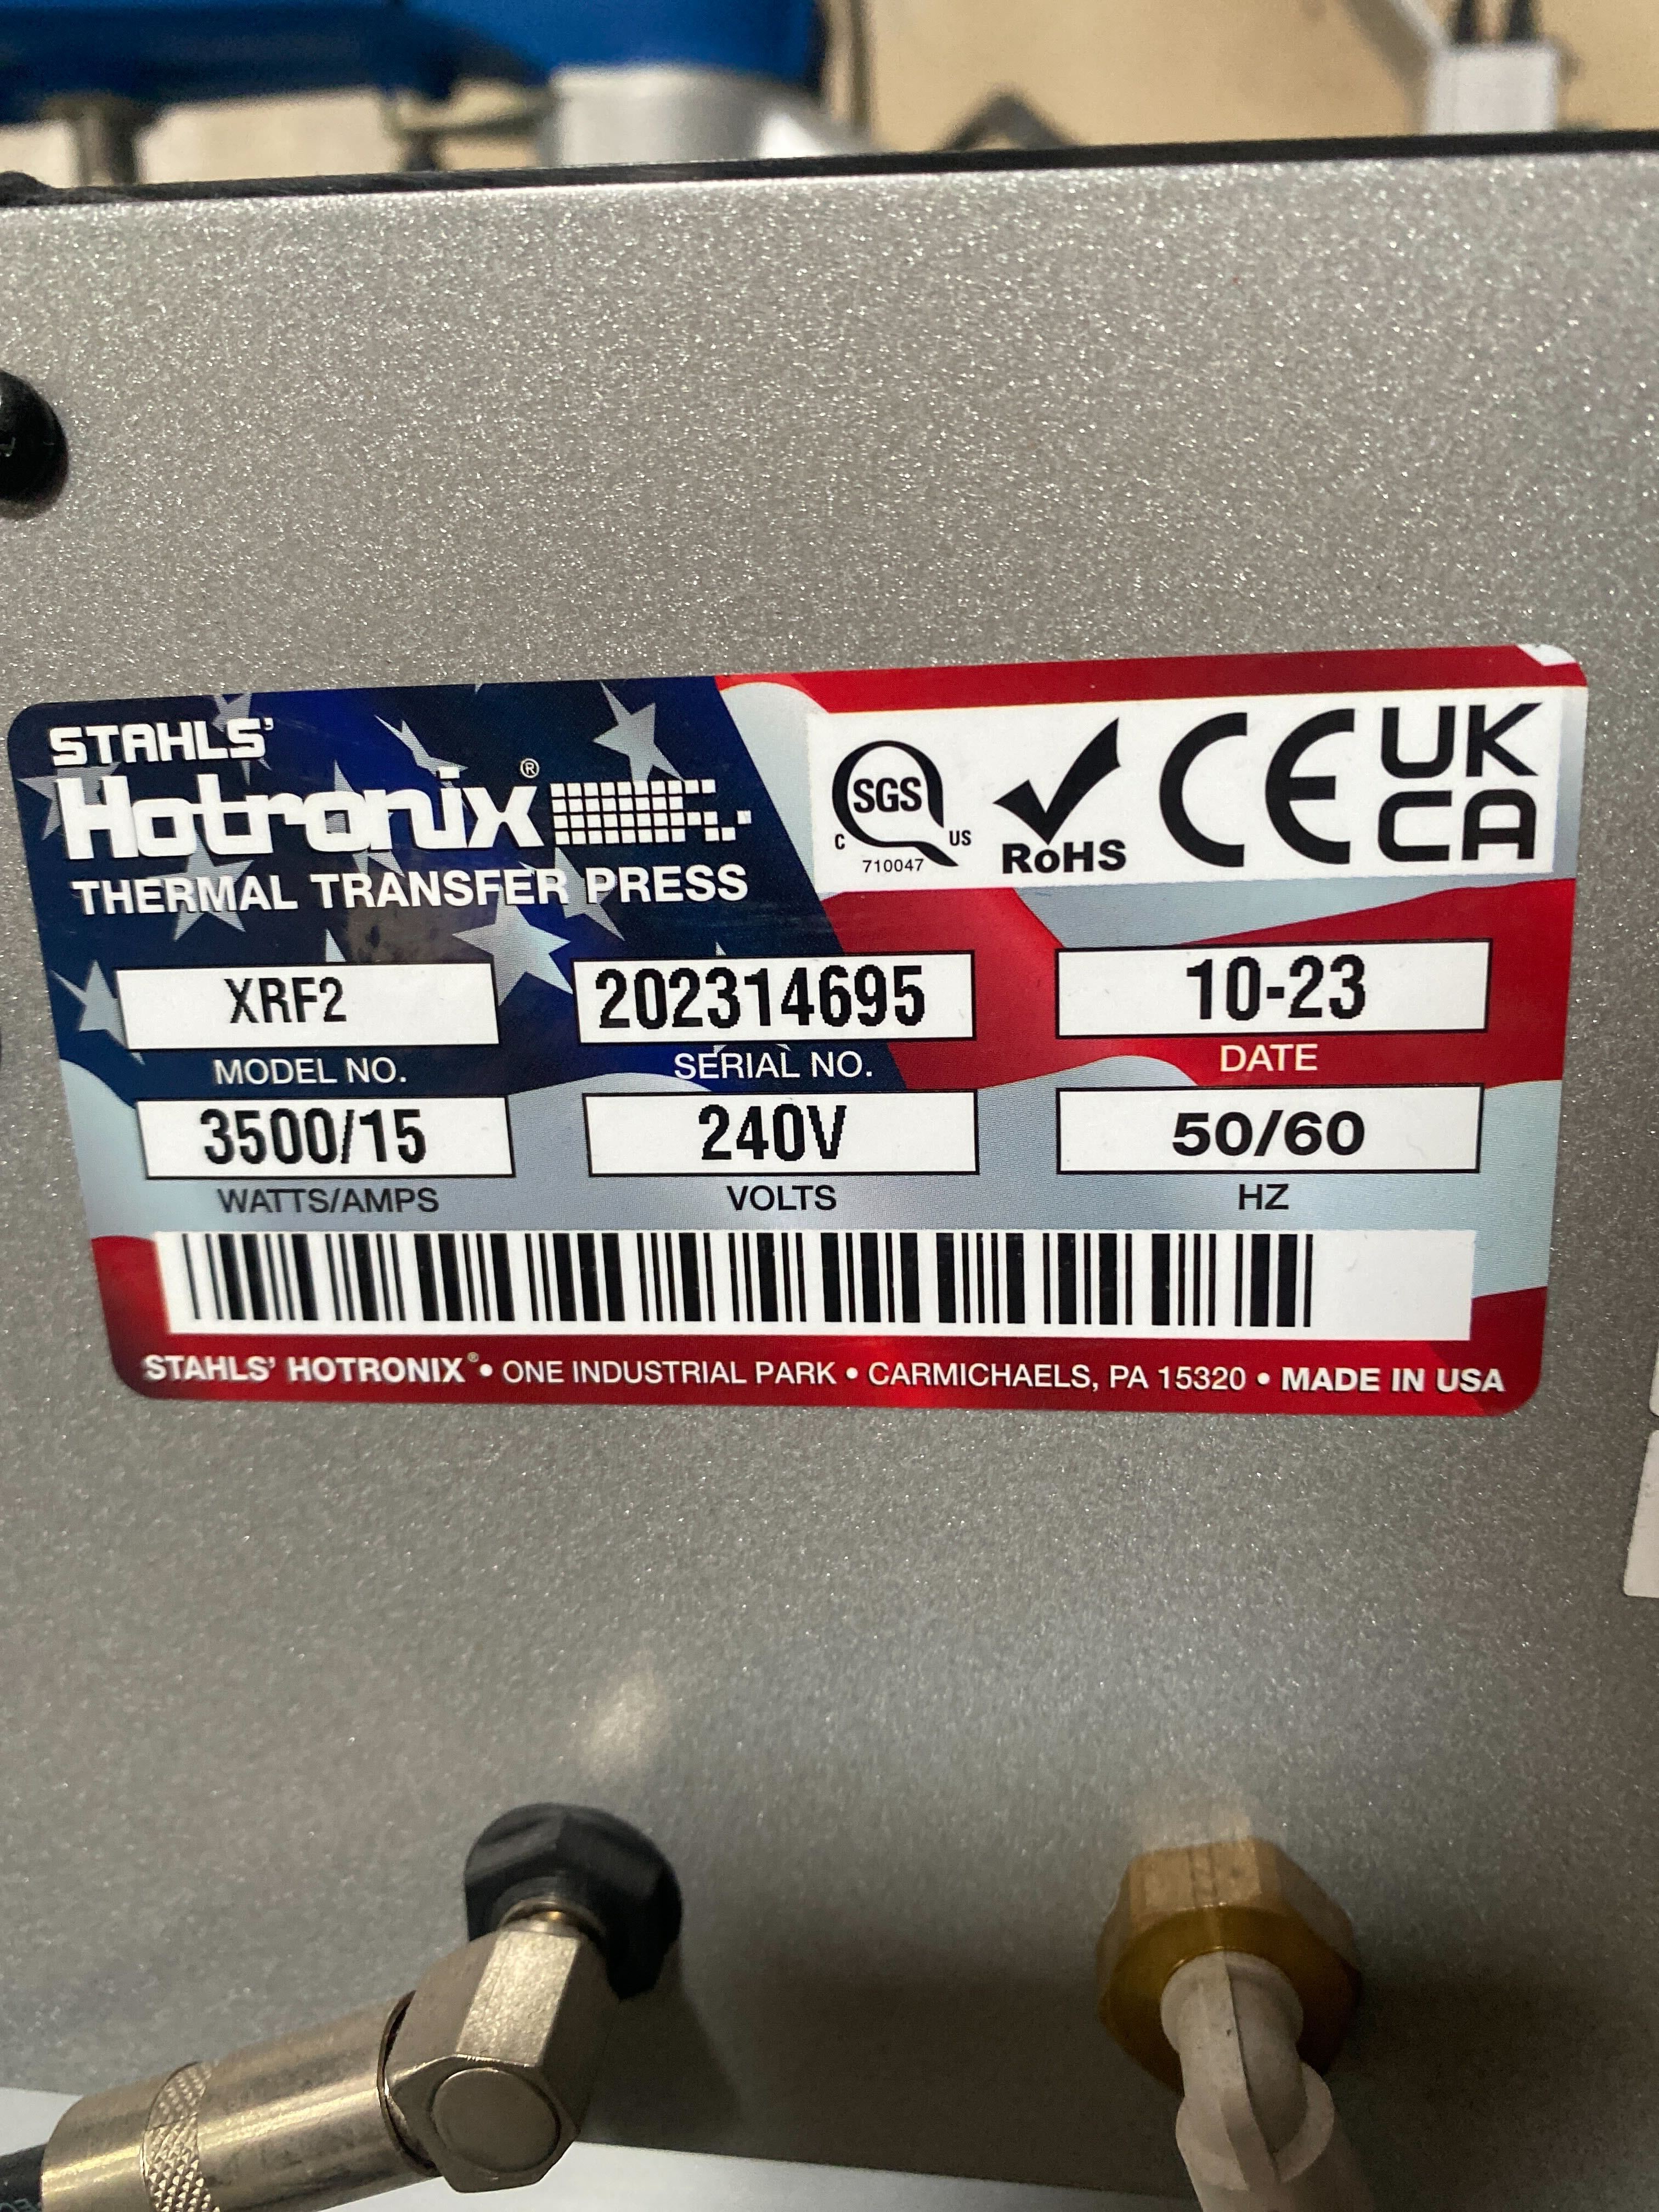 STAHLS'
Hotronix®
THERMAL TRANSFER PRESS
SGS
C US
710047
RoHS
CE
UK
CA
XRF2 202314695 10-23
MODEL NO. SERIAL NO. DATE
3500/15 240V 50/60
WATTS/AMPS VOLTS HZ
STAHLS' HOTRONIX® • ONE INDUSTRIAL PARK • CARMICHAELS, PA 15320 • MADE IN USA